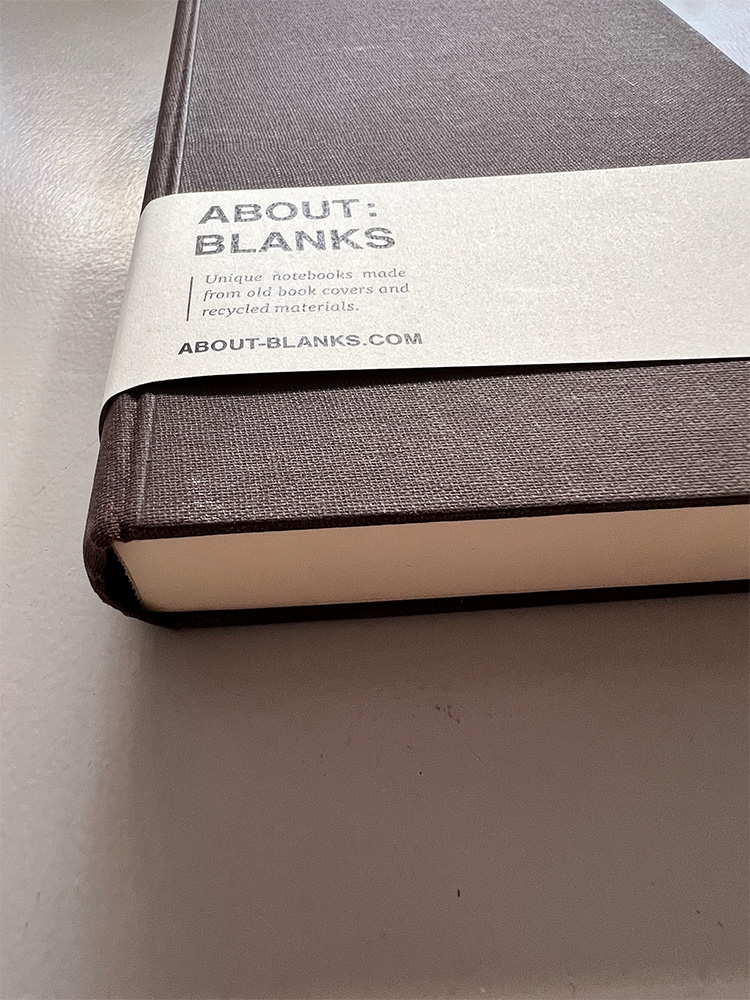 ABOUT:
BLANKS
Unique notebooks made
from old book covers and
recycled materials.
ABOUT-BLANKS.COM